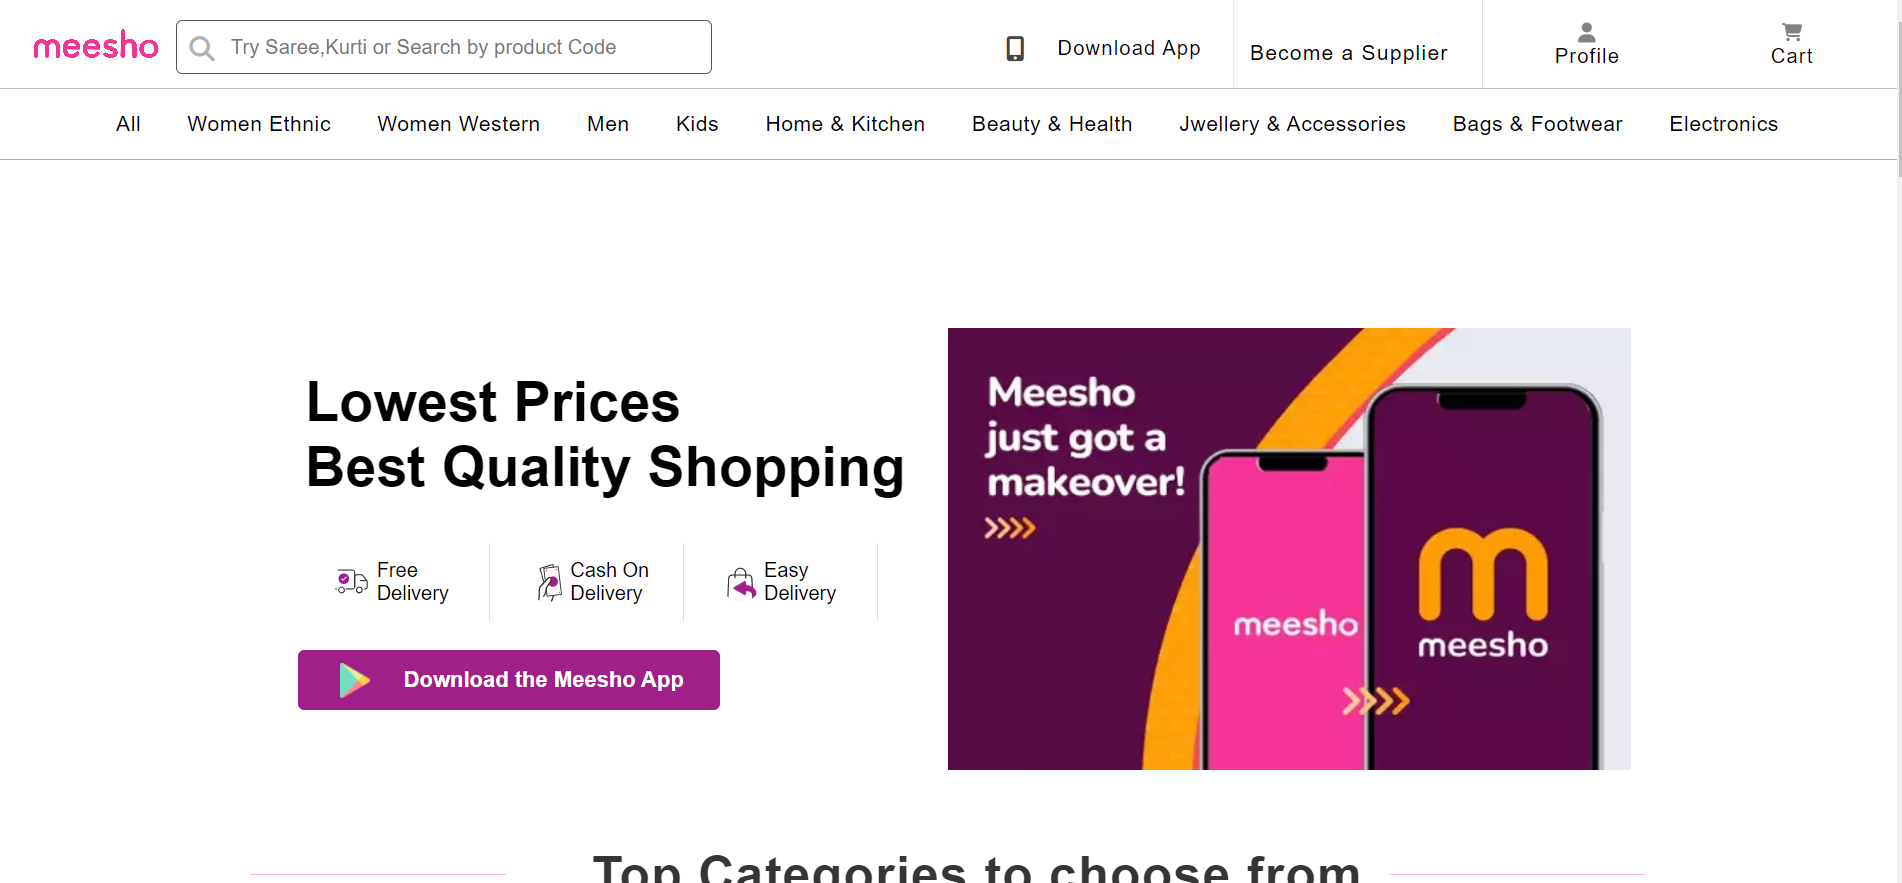 meesho
Try Saree,Kurti or Search by product Code
Download App
Become a Supplier
Profile
Cart
All
Women Ethnic
Women Western
Men
Kids
Home & Kitchen
Beauty & Health
Jwellery & Accessories
Bags & Footwear
Electronics
Lowest Prices
Best Quality Shopping
Free
Delivery
Cash On
Delivery
Easy
Delivery
Download the Meesho App
Meesho
just got a
makeover!
meesho
m
meesho
Top Categories to choose from